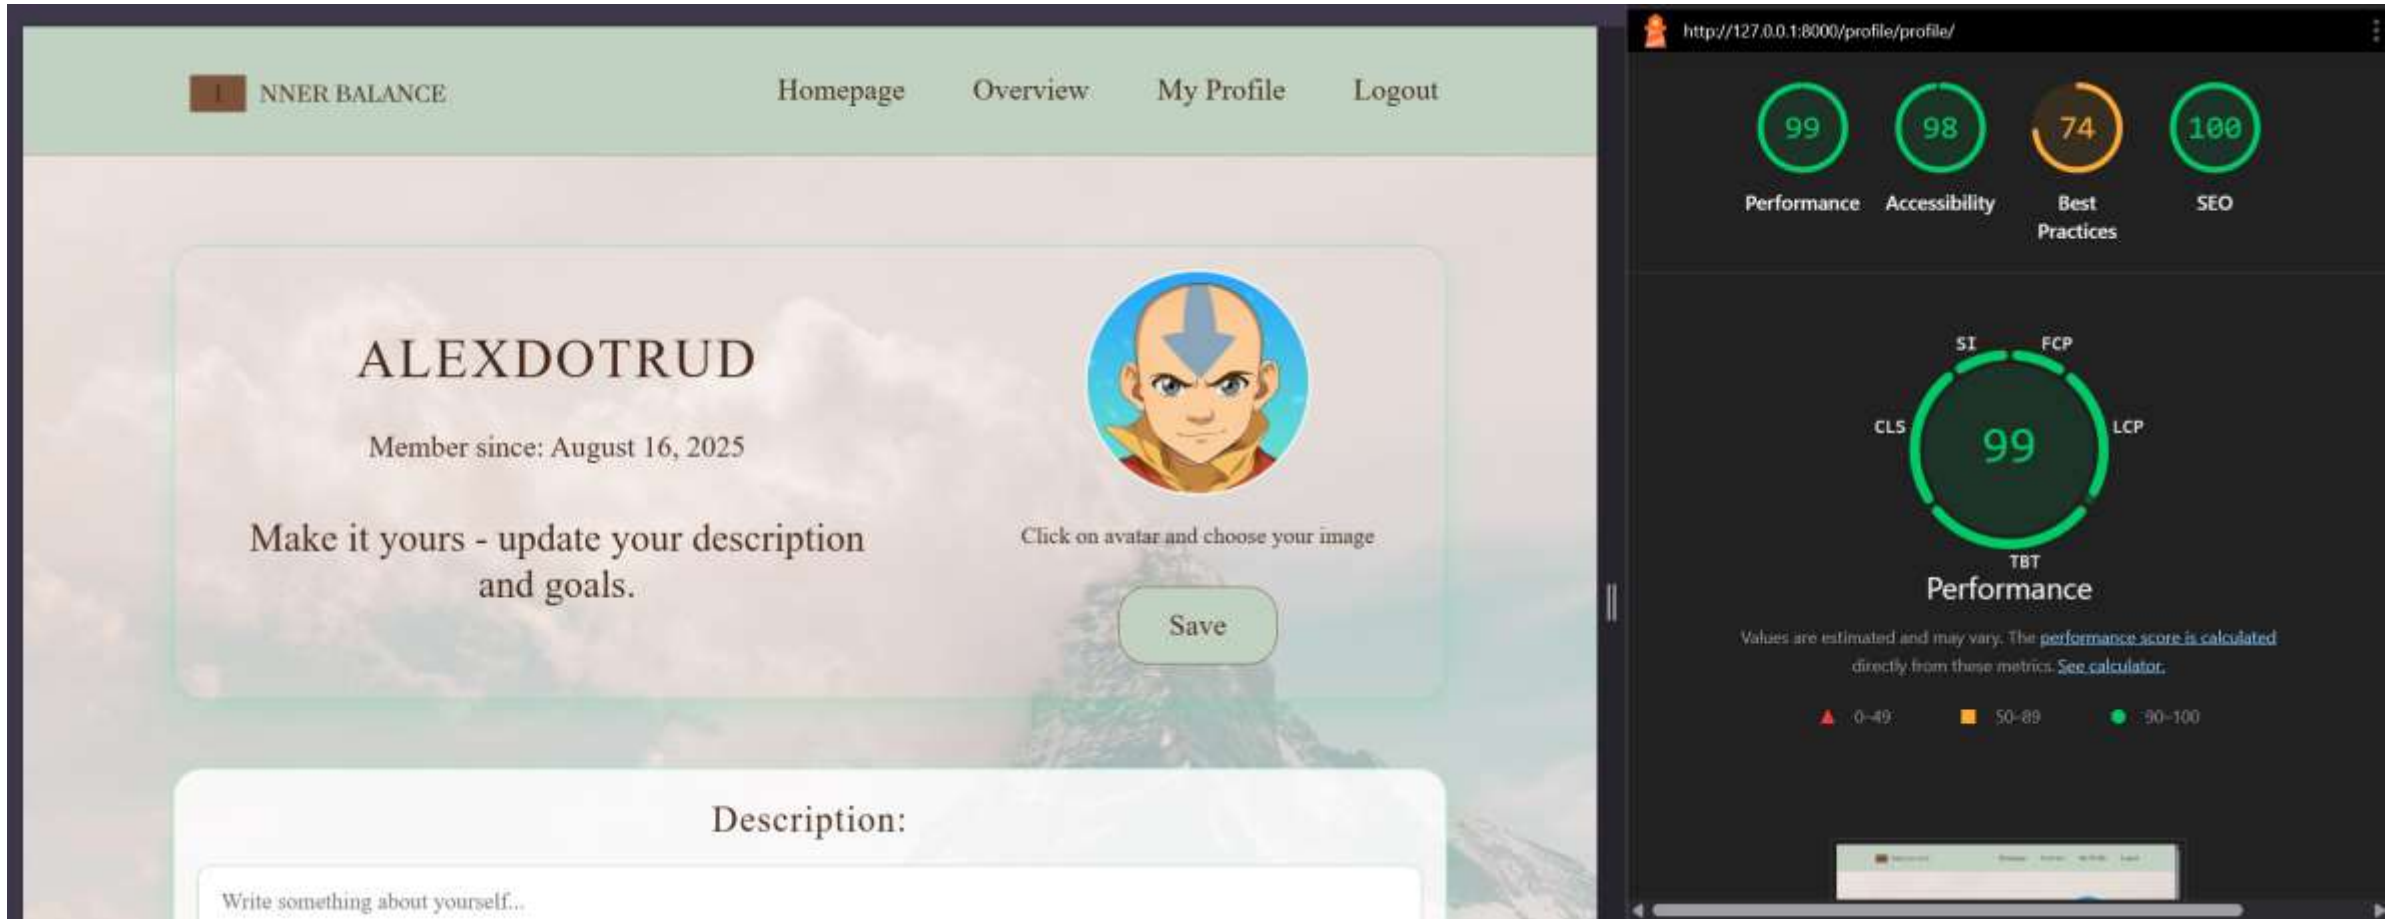 I NNER BALANCE
Homepage Overview My Profile Logout
ALEXDOTRUD
Member since: August 16, 2025
Make it yours - update your description
and goals.
Click on avatar and choose your image
Save
Description:
Write something about yourself...
http://127.0.0.1:8000/profile/profile/
99 98 74 100
Performance Accessibility Best SEO
Practices
SI FCP
CLS LCP
99
TBT
Performance
Values are estimated and may vary. The performance score is calculated
directly from these metrics. See calculator.
0–49 50–89 90–100